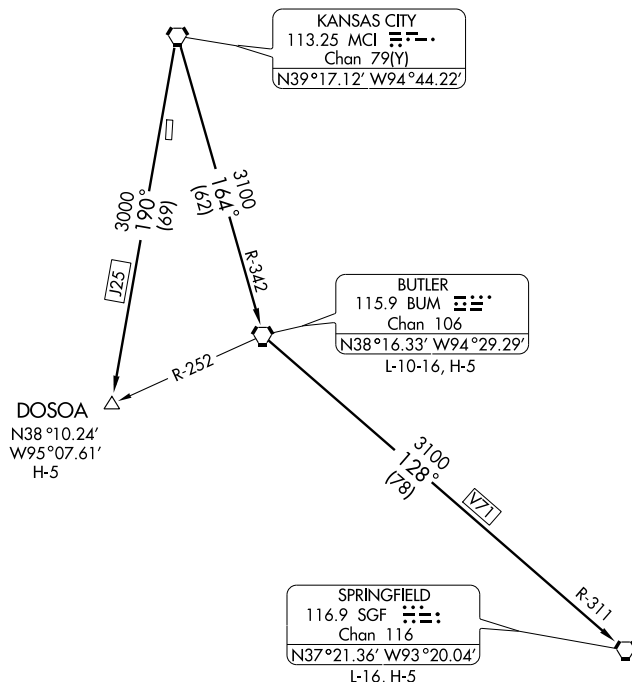 KANSAS CITY
113.25 MCI
Chan 79(Y)
N39°17.12' W94°44.22'
3000
190°
(69)
J25
3100
164°
(62)
R-342
BUTLER
115.9 BUM
Chan 106
N38°16.33' W94°29.29'
L-10-16, H-5
R-252
DOSOA
N38°10.24'
W95°07.61'
H-5
3100
128°
(78)
V71
R-311
SPRINGFIELD
116.9 SGF
Chan 116
N37°21.36' W93°20.04'
L-16, H-5